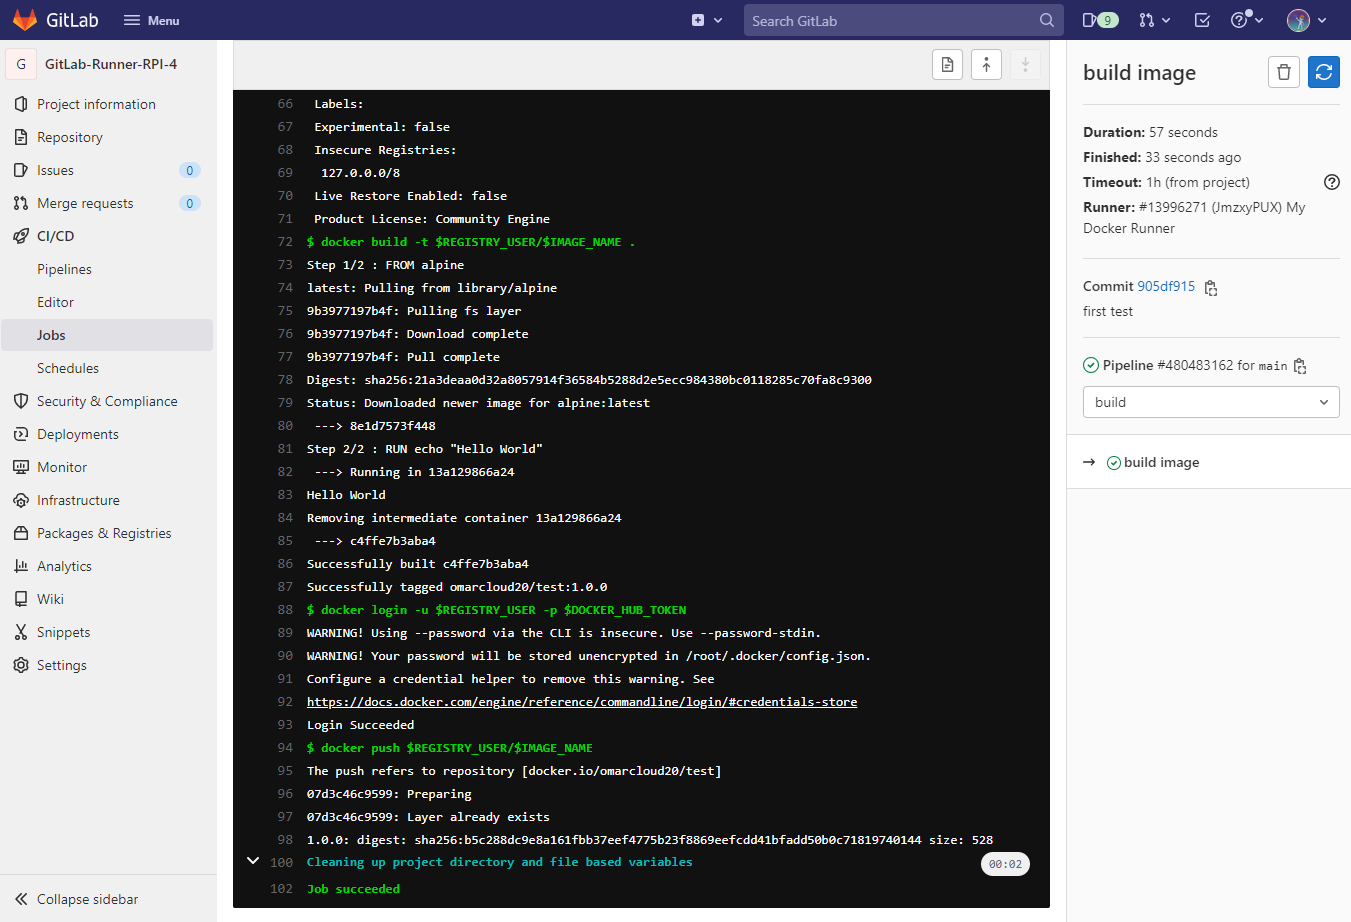 GitLab
Menu
Search GitLab
9
G
GitLab-Runner-RPI-4
Project information
Repository
Issues 0
Merge requests 0
CI/CD
Pipelines
Editor
Jobs
Schedules
Security & Compliance
Deployments
Monitor
Infrastructure
Packages & Registries
Analytics
Wiki
Snippets
Settings
Collapse sidebar
66 Labels:
67 Experimental: false
68 Insecure Registries:
69 127.0.0.0/8
70 Live Restore Enabled: false
71 Product License: Community Engine
72 $ docker build -t $REGISTRY_USER/$IMAGE_NAME .
73 Step 1/2 : FROM alpine
74 latest: Pulling from library/alpine
75 9b3977197b4f: Pulling fs layer
76 9b3977197b4f: Download complete
77 9b3977197b4f: Pull complete
78 Digest: sha256:21a3deaa0d32a8057914f36584b5288d2e5ecc984380bc0118285c70fa8c9300
79 Status: Downloaded newer image for alpine:latest
80 ---> 8e1d7573f448
81 Step 2/2 : RUN echo "Hello World"
82 ---> Running in 13a129866a24
83 Hello World
84 Removing intermediate container 13a129866a24
85 ---> c4ffe7b3aba4
86 Successfully built c4ffe7b3aba4
87 Successfully tagged omarcloud20/test:1.0.0
88 $ docker login -u $REGISTRY_USER -p $DOCKER_HUB_TOKEN
89 WARNING! Using --password via the CLI is insecure. Use --password-stdin.
90 WARNING! Your password will be stored unencrypted in /root/.docker/config.json.
91 Configure a credential helper to remove this warning. See
92 https://docs.docker.com/engine/reference/commandline/login/#credentials-store
93 Login Succeeded
94 $ docker push $REGISTRY_USER/$IMAGE_NAME
95 The push refers to repository [docker.io/omarcloud20/test]
96 07d3c46c9599: Preparing
97 07d3c46c9599: Layer already exists
98 1.0.0: digest: sha256:b5c288dc9e8a161fbb37eef4775b23f8869eefcdd41bfadd50b0c71819740144 size: 528
100 Cleaning up project directory and file based variables 00:02
102 Job succeeded
build image
Duration: 57 seconds
Finished: 33 seconds ago
Timeout: 1h (from project)
Runner: #13996271 (JmzxyPUX) My
Docker Runner
Commit 905df915
first test
Pipeline #480483162 for main
build
build image